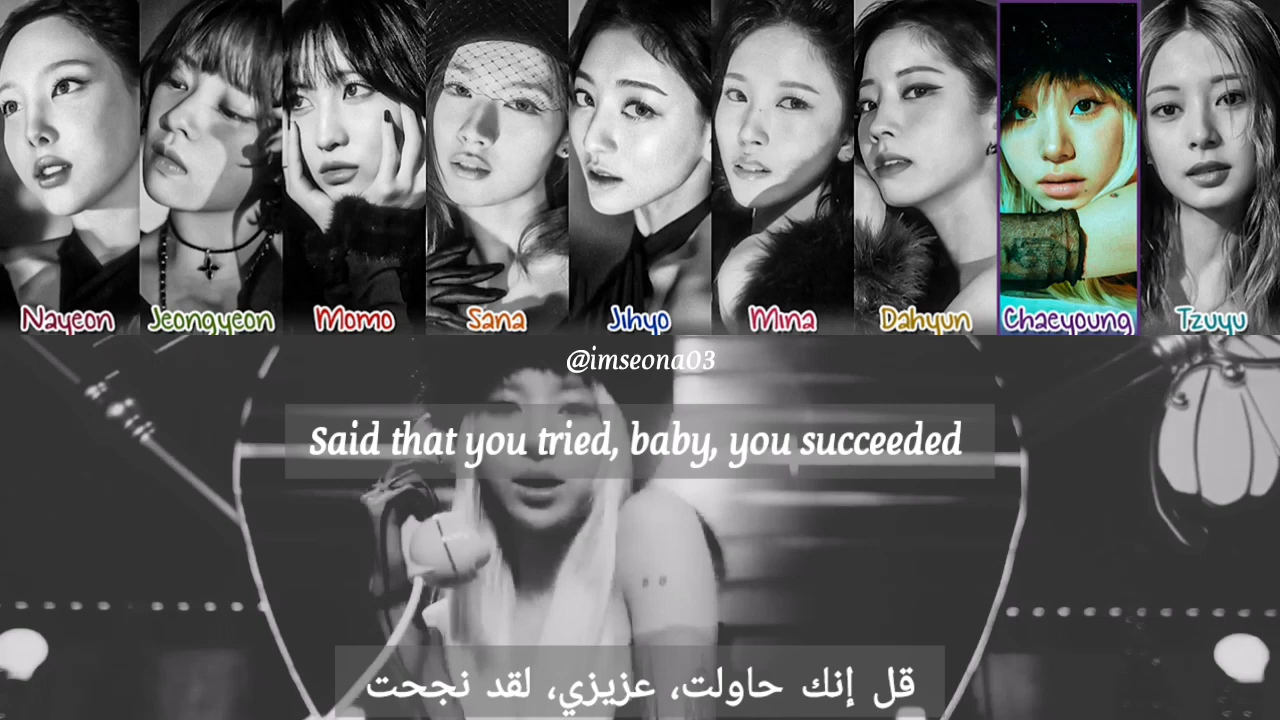 Nayeon Jeongyeon Momo Sana Jihyo Mina Dahyun Chaeyoung Tzuyu
@imseona03
Said that you tried, baby, you succeeded
قل إنك حاولت، عزيزي، لقد نجحت